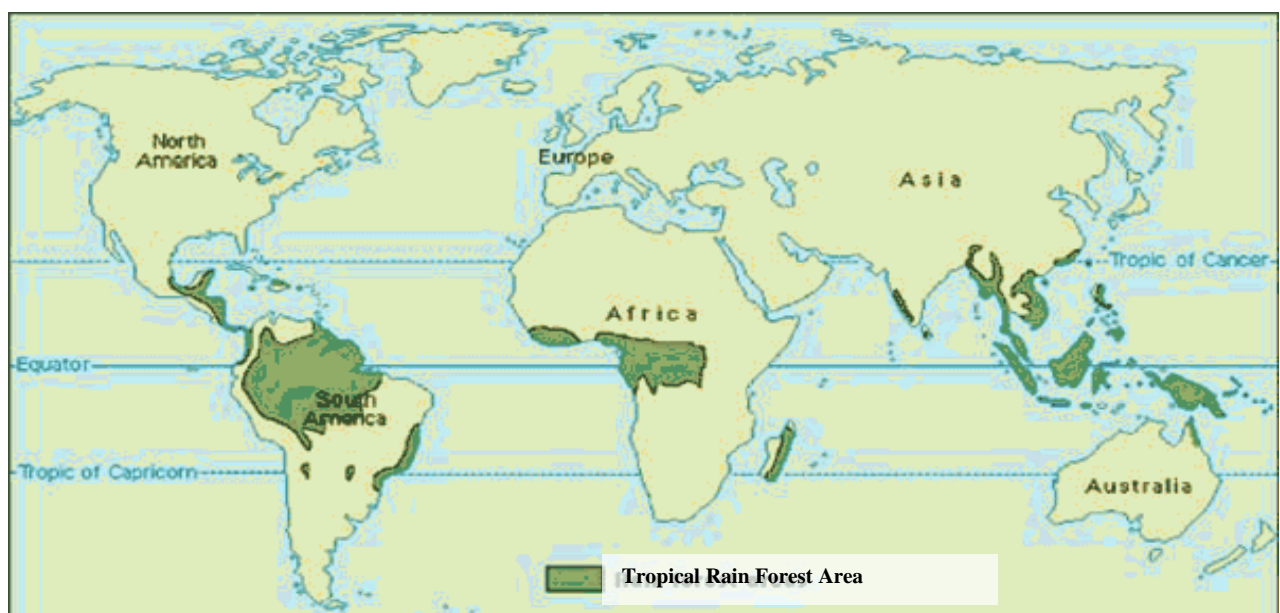 North
America
Europe
Asia
Tropic of Cancer
Africa
Equator
South
America
Tropic of Capricorn
Australia
Tropical Rain Forest Area